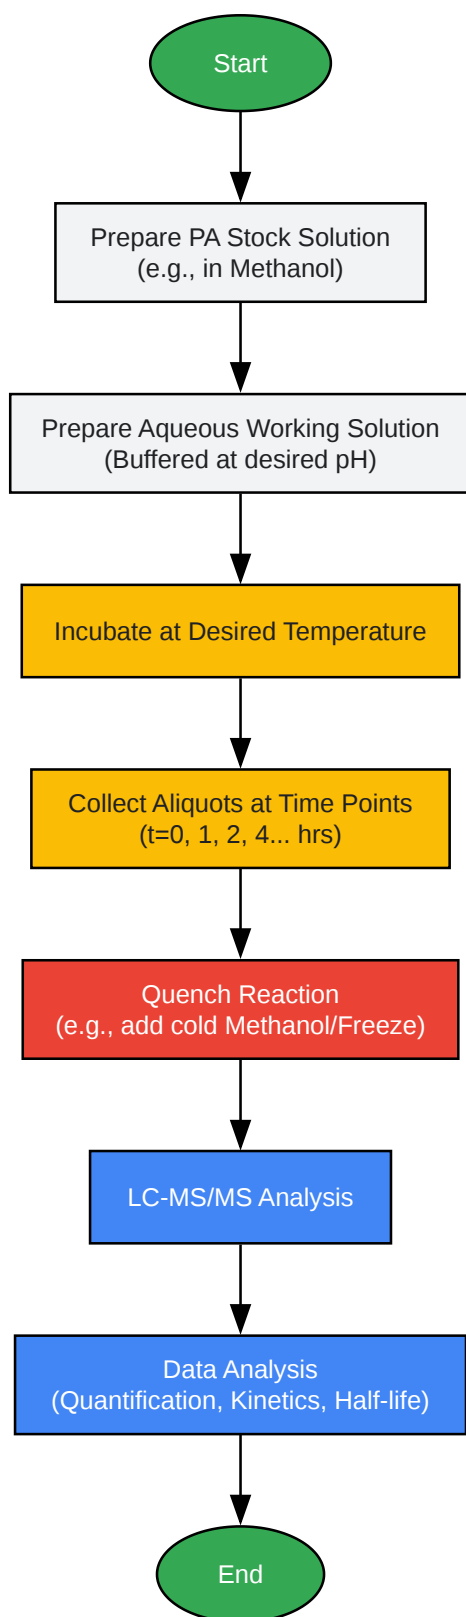 Start
Prepare PA Stock Solution
(e.g., in Methanol)
Prepare Aqueous Working Solution
(Buffered at desired pH)
Incubate at Desired Temperature
Collect Aliquots at Time Points
(t=0, 1, 2, 4... hrs)
Quench Reaction
(e.g., add cold Methanol/Freeze)
LC-MS/MS Analysis
Data Analysis
(Quantification, Kinetics, Half-life)
End